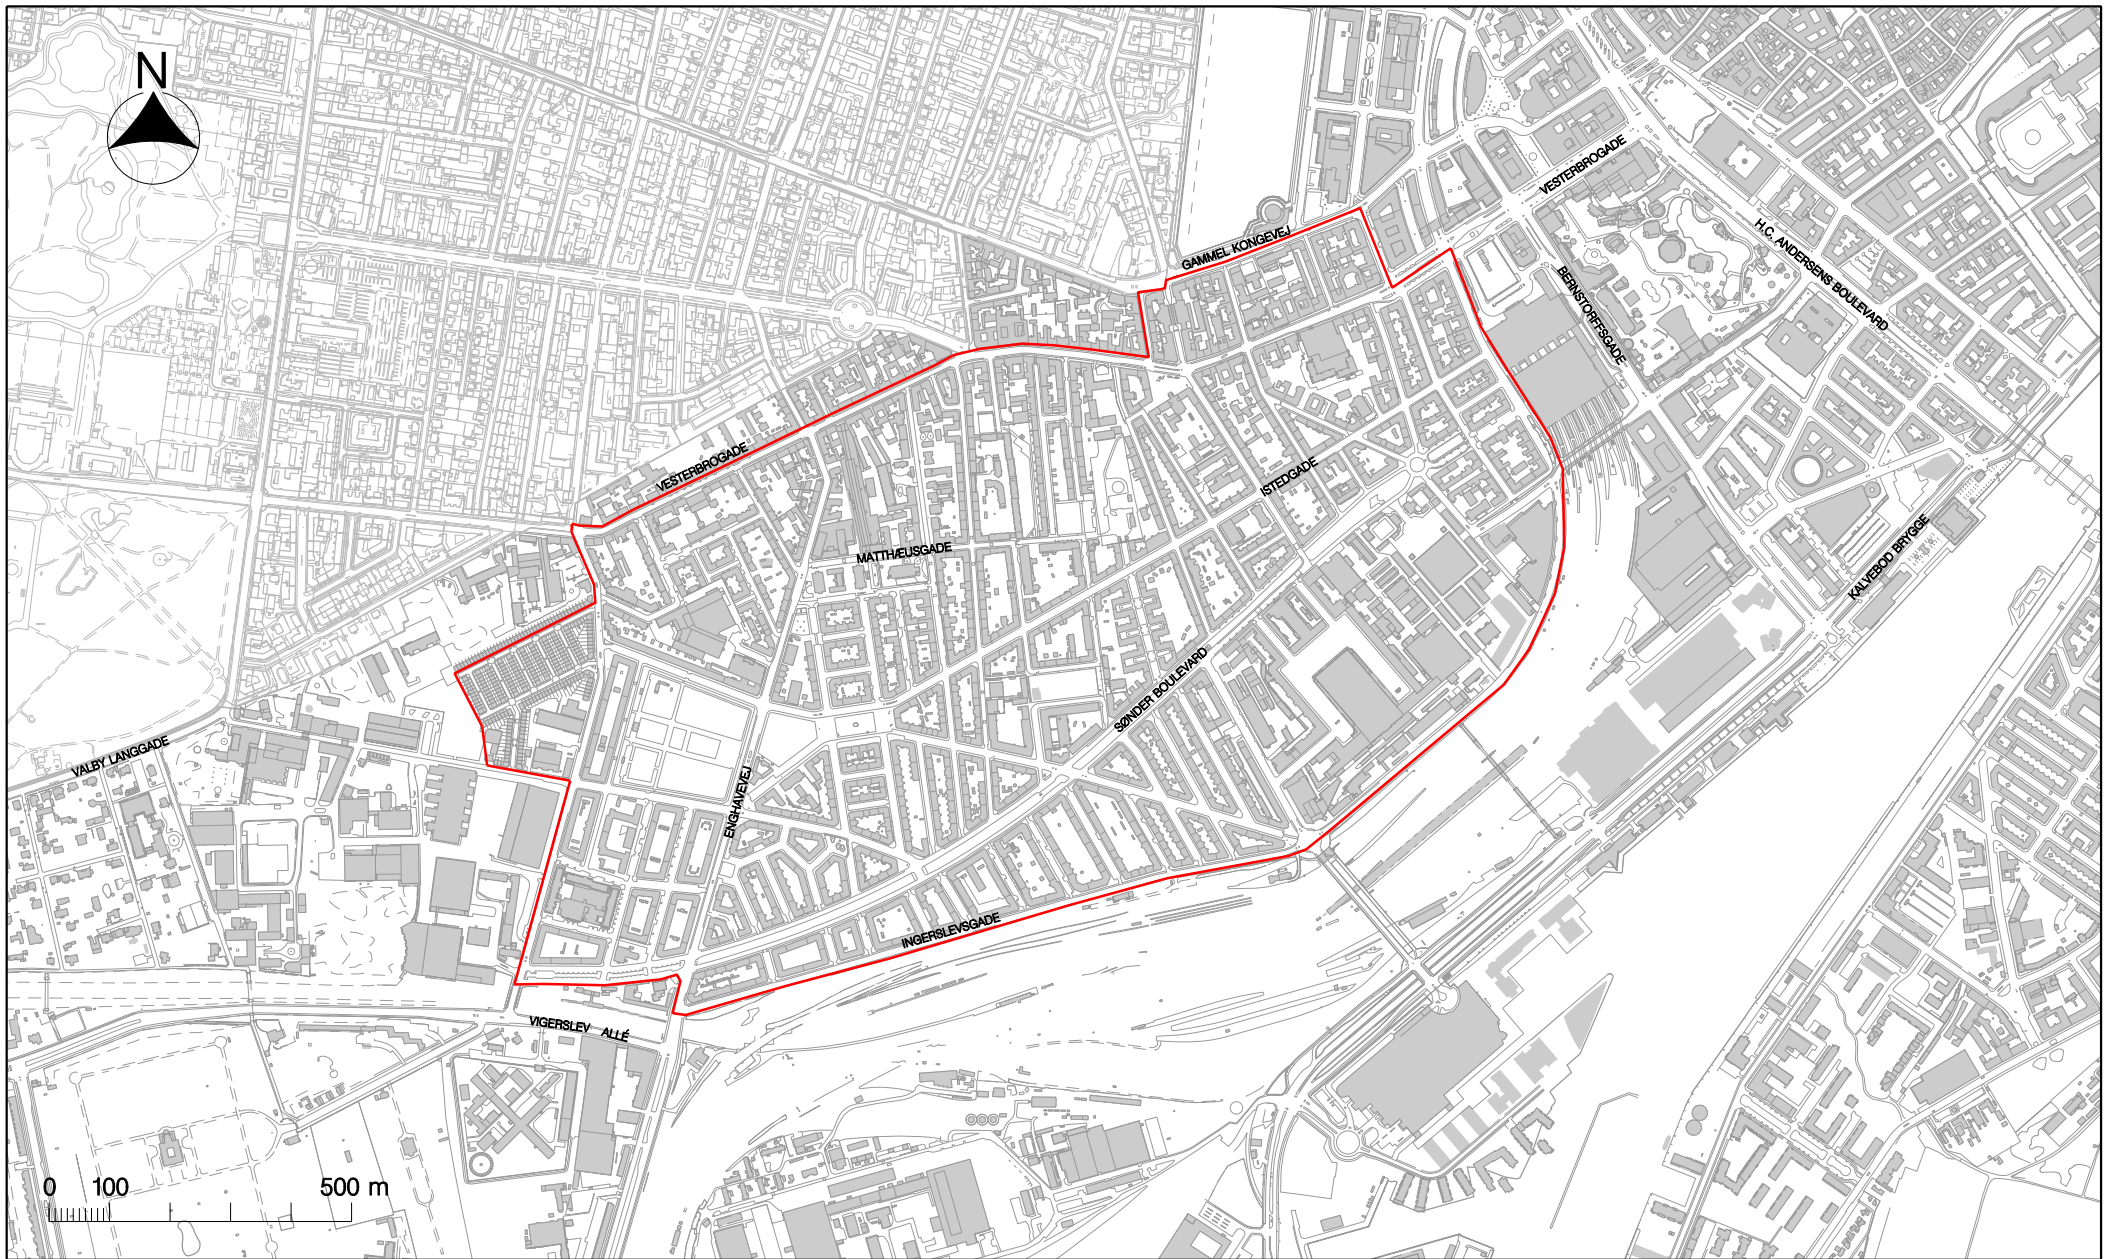 N
VESTERBROGADE
GAMMEL KONGEVEJ
H.C. ANDERSENS BOULEVARD
BERNSTORFFSGADE
VESTERBROGADE
ISTEDGADE
MATTHÆUSGADE
KALVEBOD BRYGGE
SØNDER BOULEVARD
VALBY LANGGADE
ENGHAVEVEJ
INGERSLEVSGADE
VIGERSLEV ALLÉ
0 100 500 m